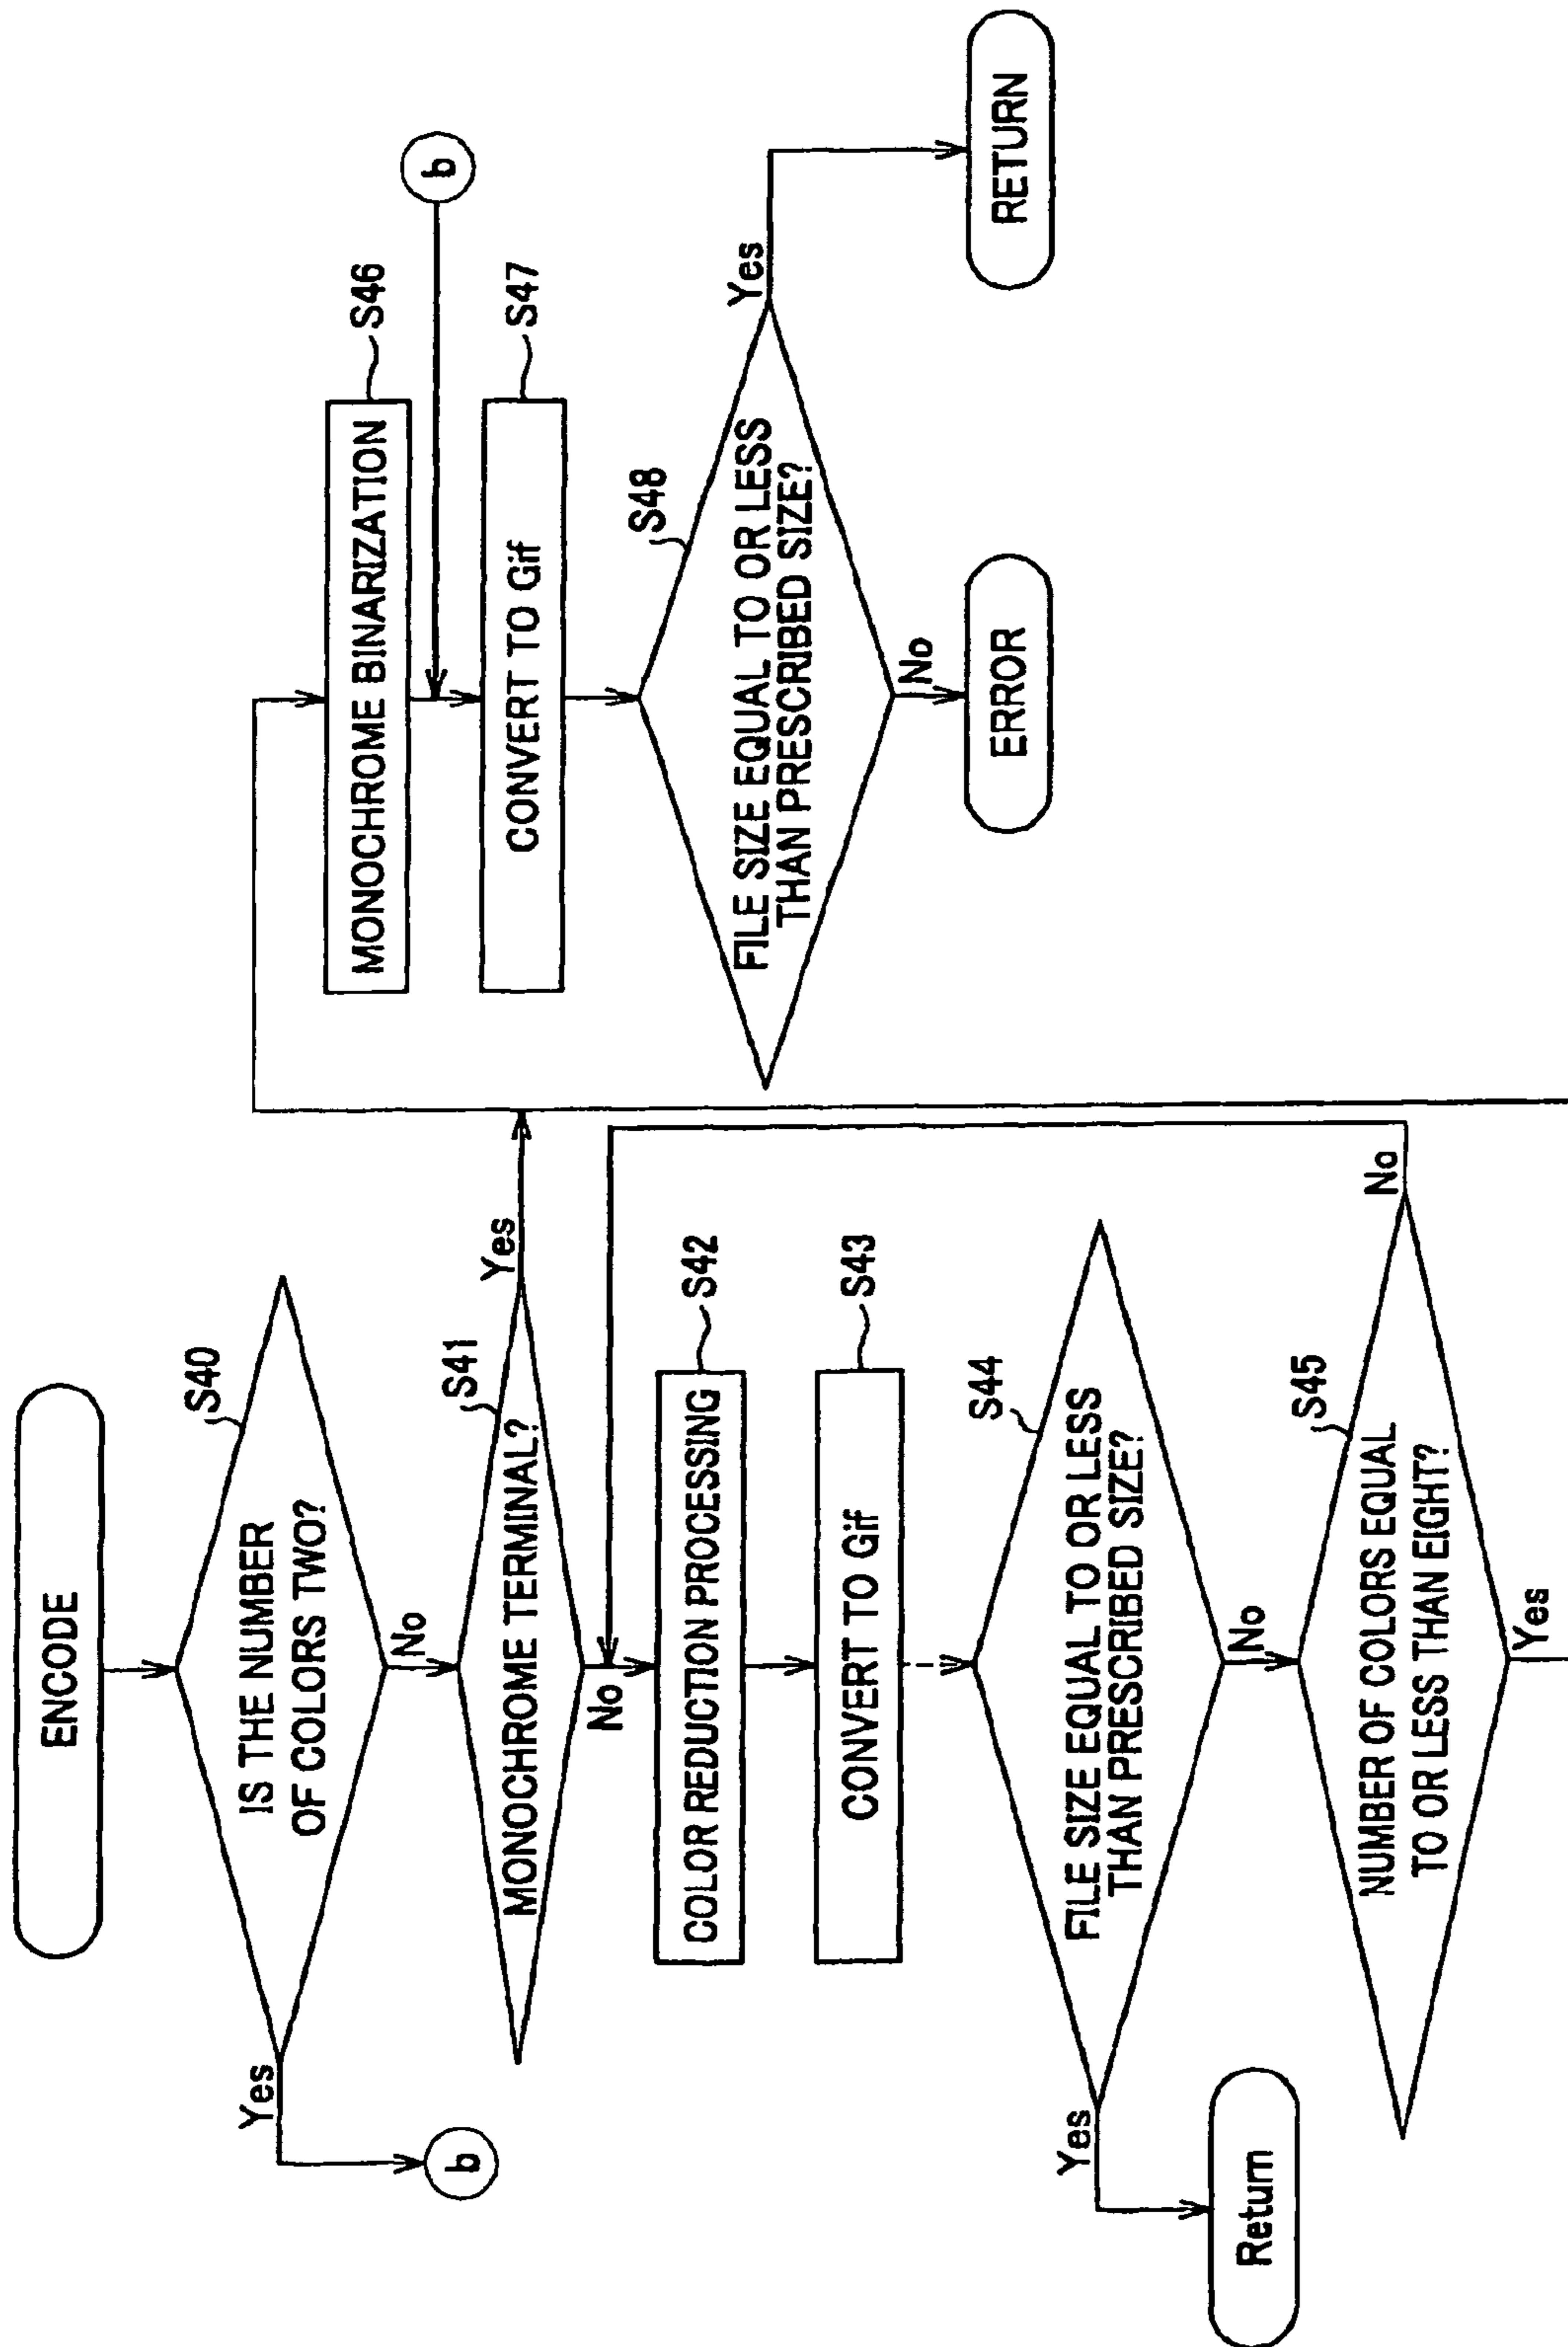 ENCODE
S40
IS THE NUMBER
OF COLORS TWO?
Yes
b
No
S41
MONOCHROME TERMINAL?
Yes
No
COLOR REDUCTION PROCESSING
S42
CONVERT TO Gif
S43
S44
FILE SIZE EQUAL TO OR LESS
THAN PRESCRIBED SIZE?
Yes
Return
No
S45
NUMBER OF COLORS EQUAL
TO OR LESS THAN EIGHT?
No
Yes
MONOCHROME BINARIZATION
S46
b
CONVERT TO Gif
S47
S48
FILE SIZE EQUAL TO OR LESS
THAN PRESCRIBED SIZE?
Yes
RETURN
No
ERROR